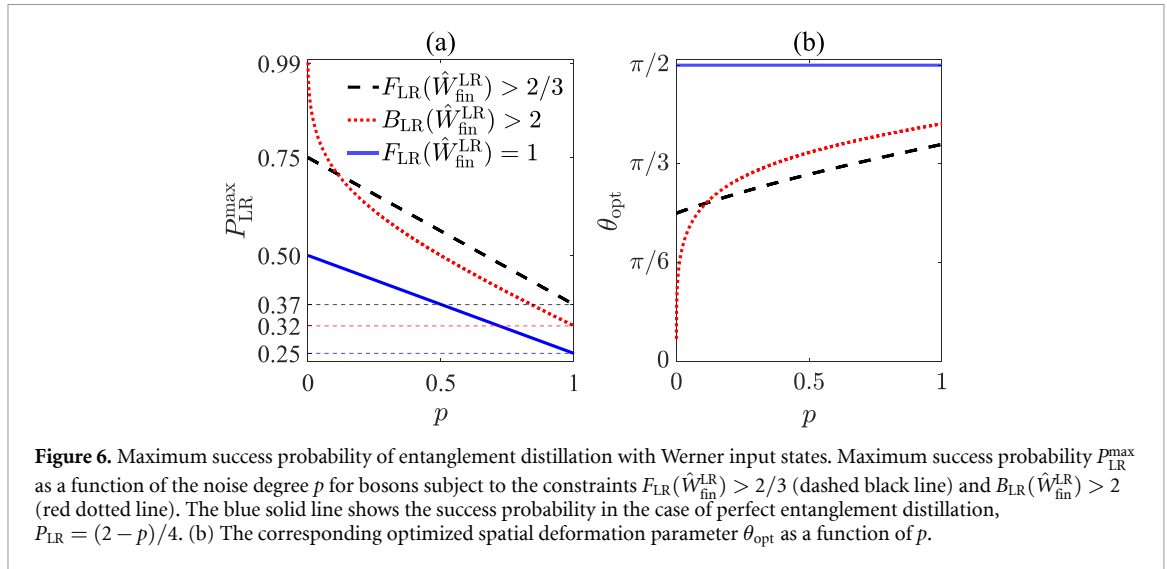 (a)
0.99
0.75
0.50
0.37
0.32
0.25
P_LR^max
F_LR(Ŵ_fin^LR) > 2/3
B_LR(Ŵ_fin^LR) > 2
F_LR(Ŵ_fin^LR) = 1
0
0.5
1
p
(b)
π/2
π/3
π/6
0
θ_opt
0
0.5
1
p
Figure 6. Maximum success probability of entanglement distillation with Werner input states. Maximum success probability P_LR^max
as a function of the noise degree p for bosons subject to the constraints F_LR(Ŵ_fin^LR) > 2/3 (dashed black line) and B_LR(Ŵ_fin^LR) > 2
(red dotted line). The blue solid line shows the success probability in the case of perfect entanglement distillation,
P_LR = (2 − p)/4. (b) The corresponding optimized spatial deformation parameter θ_opt as a function of p.